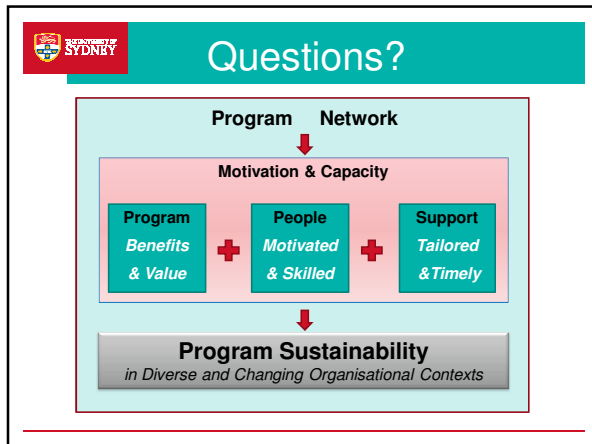 THE UNIVERSITY OF
SYDNEY
Questions?
Program Network
Motivation & Capacity
Program
Benefits
& Value
People
Motivated
& Skilled
Support
Tailored
&Timely
Program Sustainability
in Diverse and Changing Organisational Contexts